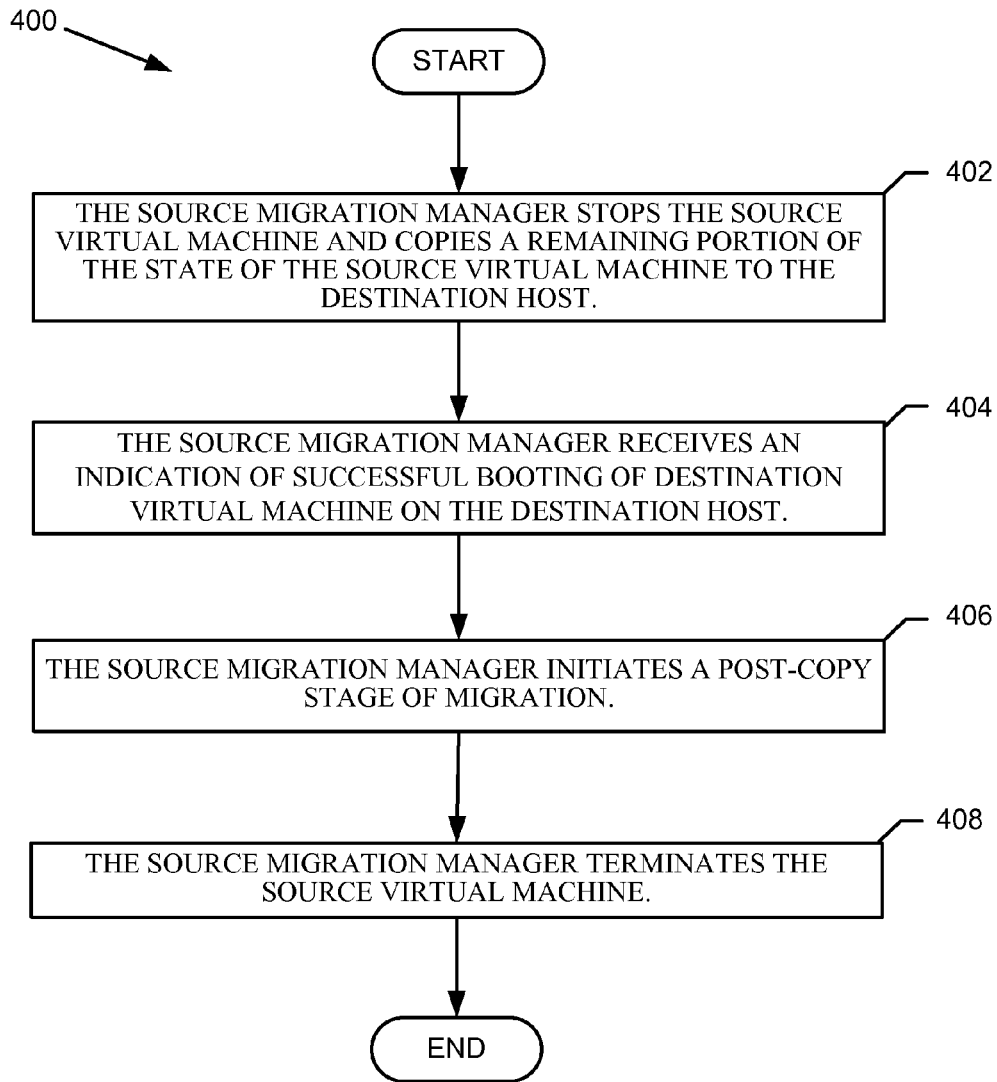 400
START
402
THE SOURCE MIGRATION MANAGER STOPS THE SOURCE
VIRTUAL MACHINE AND COPIES A REMAINING PORTION OF
THE STATE OF THE SOURCE VIRTUAL MACHINE TO THE
DESTINATION HOST.
404
THE SOURCE MIGRATION MANAGER RECEIVES AN
INDICATION OF SUCCESSFUL BOOTING OF DESTINATION
VIRTUAL MACHINE ON THE DESTINATION HOST.
406
THE SOURCE MIGRATION MANAGER INITIATES A POST-COPY
STAGE OF MIGRATION.
408
THE SOURCE MIGRATION MANAGER TERMINATES THE
SOURCE VIRTUAL MACHINE.
END